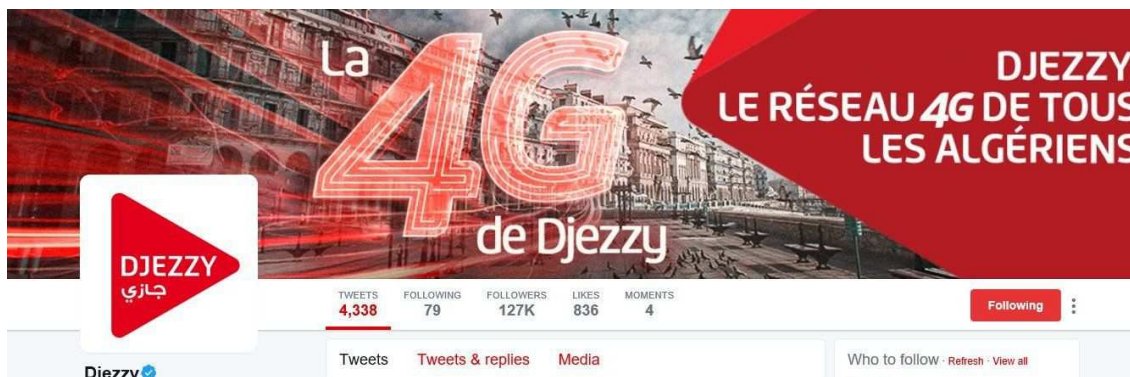 La
4G
de Djezzy
DJEZZY
LE RÉSEAU 4G DE TOUS
LES ALGÉRIENS
DJEZZY
جازي
TWEETS FOLLOWING FOLLOWERS LIKES MOMENTS
4,338 79 127K 836 4
Following
Tweets Tweets & replies Media
Who to follow · Refresh · View all
Djezzy